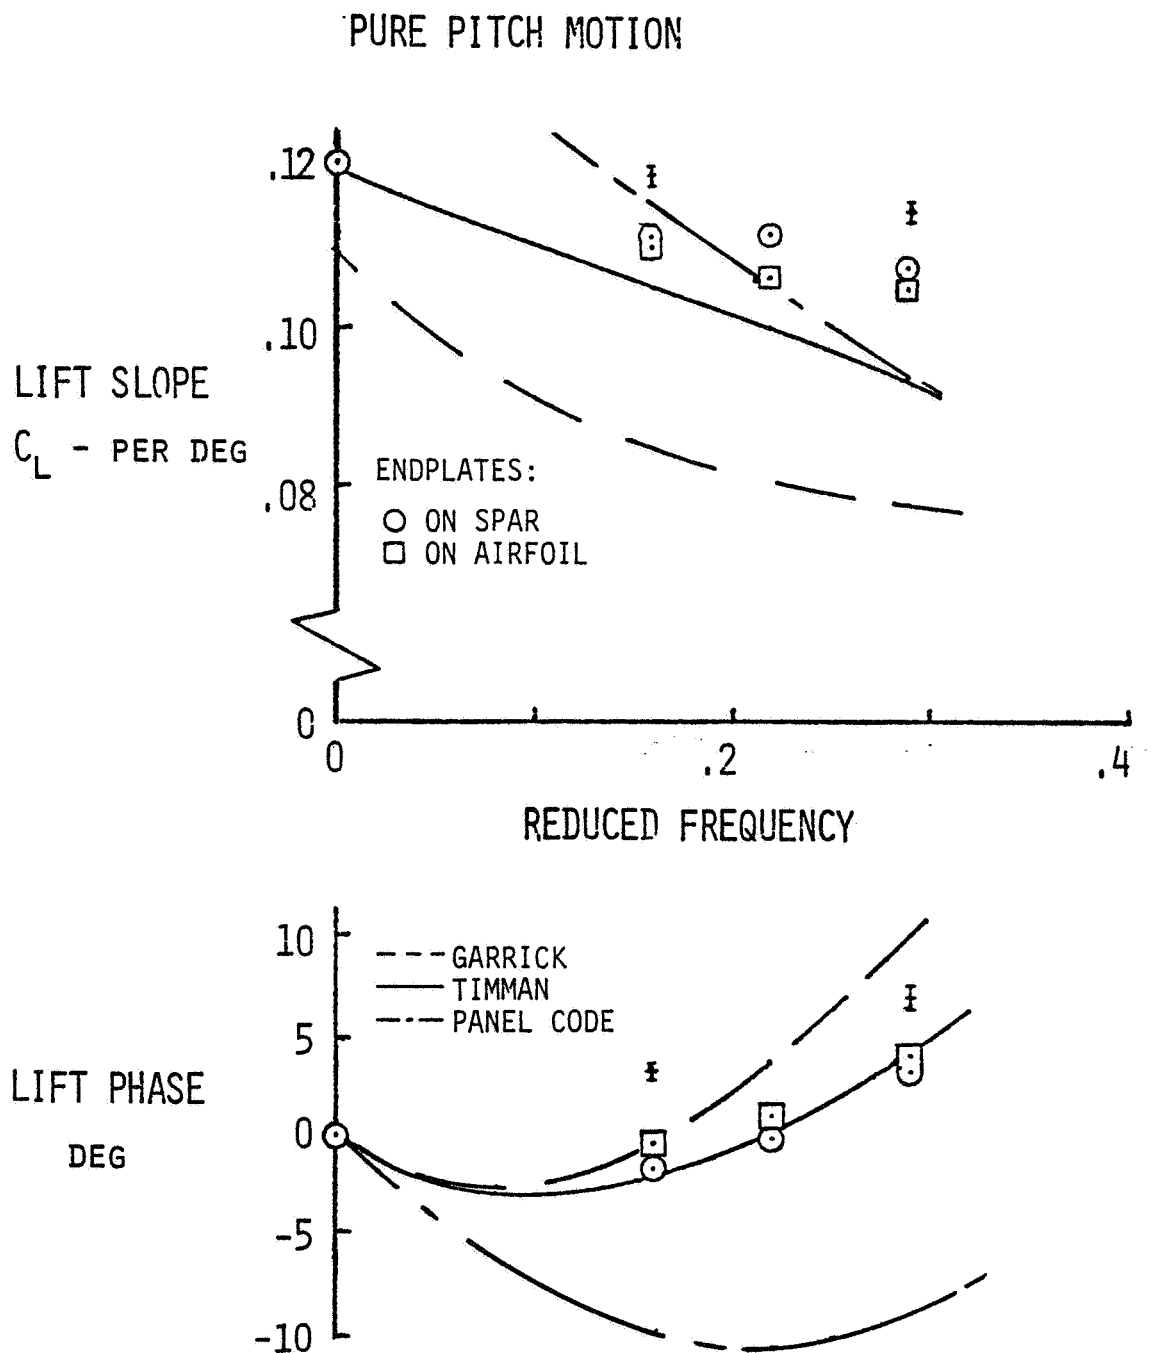 PURE PITCH MOTION
.12
.10
LIFT SLOPE
C_L - PER DEG
.08
ENDPLATES:
ON SPAR
ON AIRFOIL
0
0
.2
.4
REDUCED FREQUENCY
10
GARRICK
TIMMAN
PANEL CODE
5
LIFT PHASE
DEG
0
-5
-10